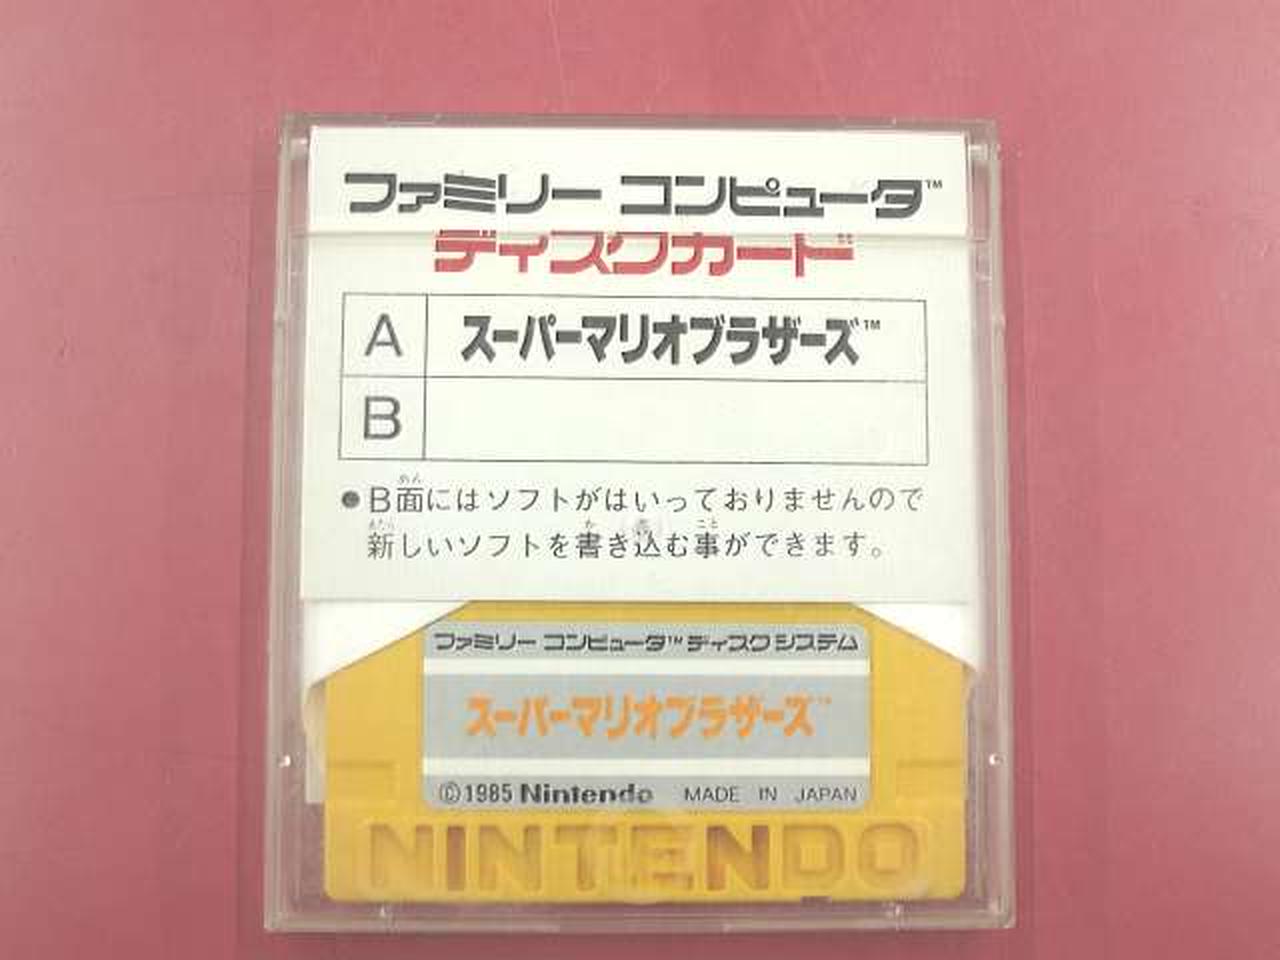 ファミリー コンピュータ™
ディスクカード
A スーパーマリオブラザーズ™
B
●B面にはソフトがはいっておりませんので
新しいソフトを書き込む事ができます。
ファミリー コンピュータ™ ディスクシステム
スーパーマリオブラザーズ™
©1985 Nintendo MADE IN JAPAN
NINTENDO